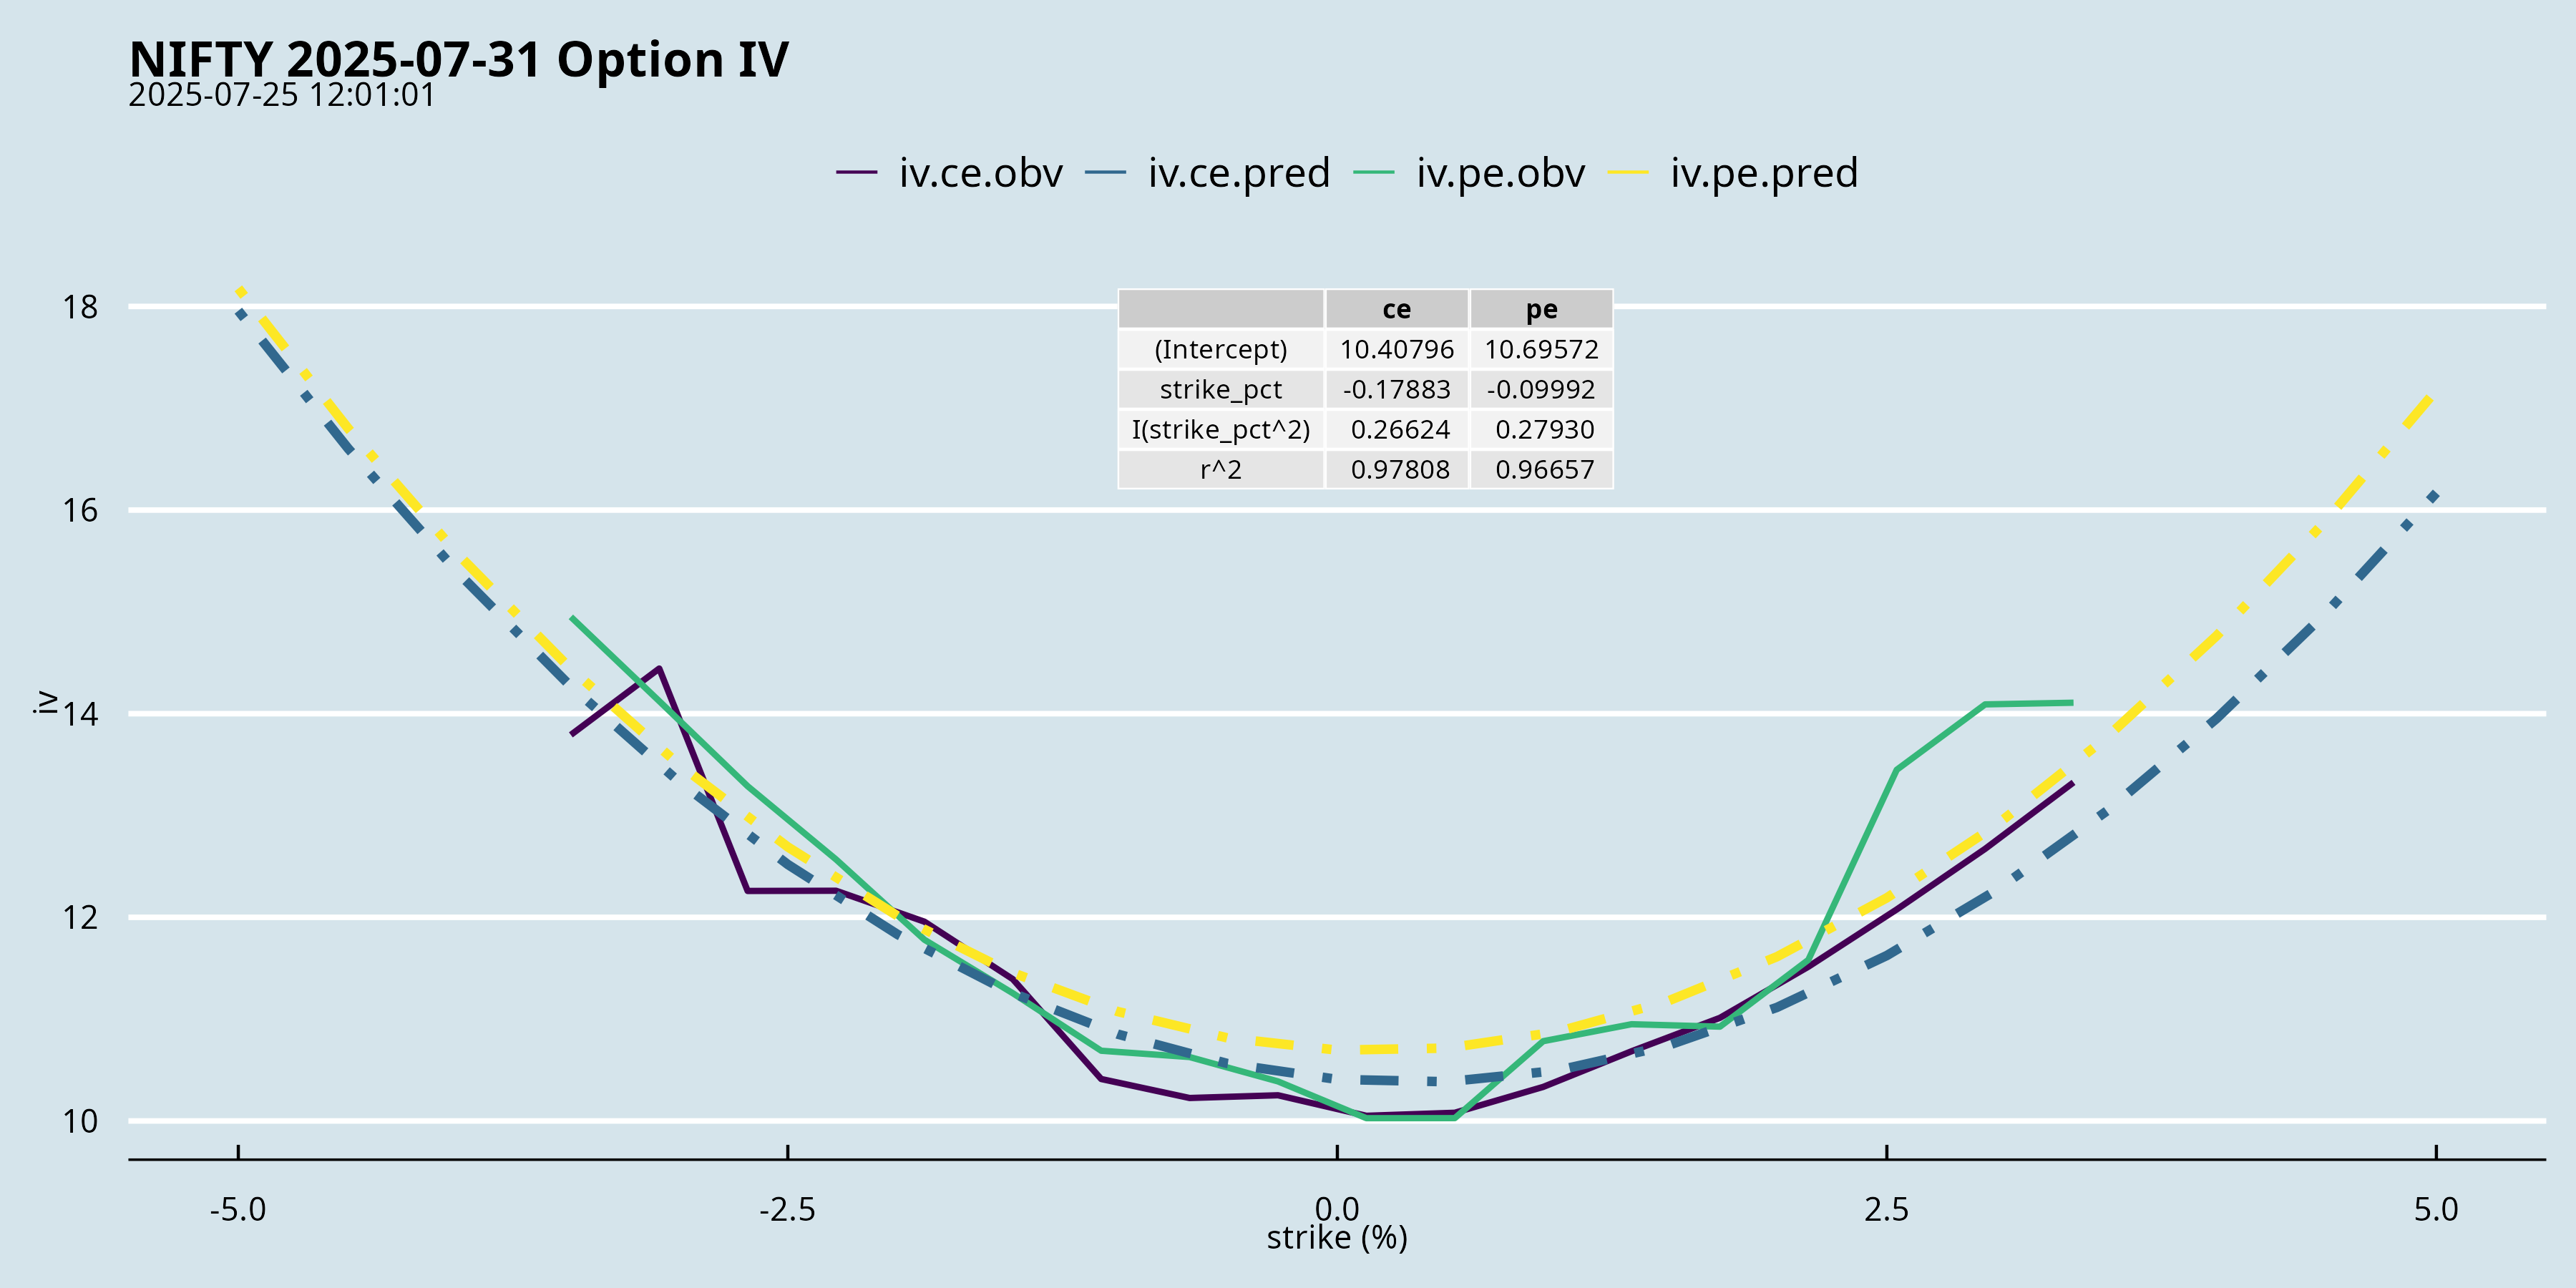 NIFTY 2025-07-31 Option IV
2025-07-25 12:01:01
iv.ce.obv iv.ce.pred iv.pe.obv iv.pe.pred
ce pe
(Intercept) 10.40796 10.69572
strike_pct -0.17883 -0.09992
I(strike_pct^2) 0.26624 0.27930
r^2 0.97808 0.96657
18
16
14
12
10
iv
-5.0 -2.5 0.0 2.5 5.0
strike (%)